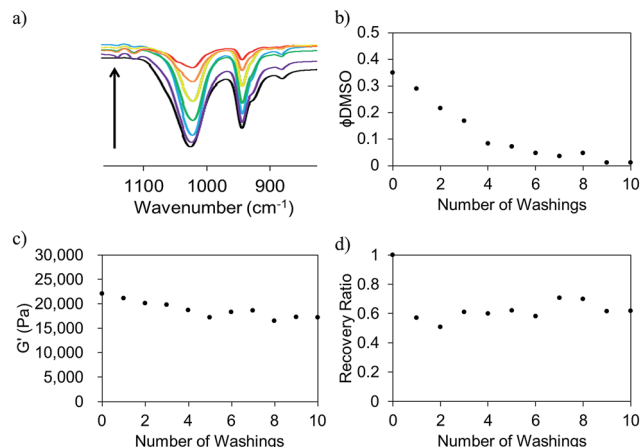 a)
1100 1000 900
Wavenumber (cm⁻¹)
b)
0.5
0.4
0.3
0.2
0.1
0
ϕDMSO
0 2 4 6 8 10
Number of Washings
c)
30,000
25,000
20,000
15,000
10,000
5,000
0
G' (Pa)
0 2 4 6 8 10
Number of Washings
d)
1
0.8
0.6
0.4
0.2
0
Recovery Ratio
0 2 4 6 8 10
Number of Washings